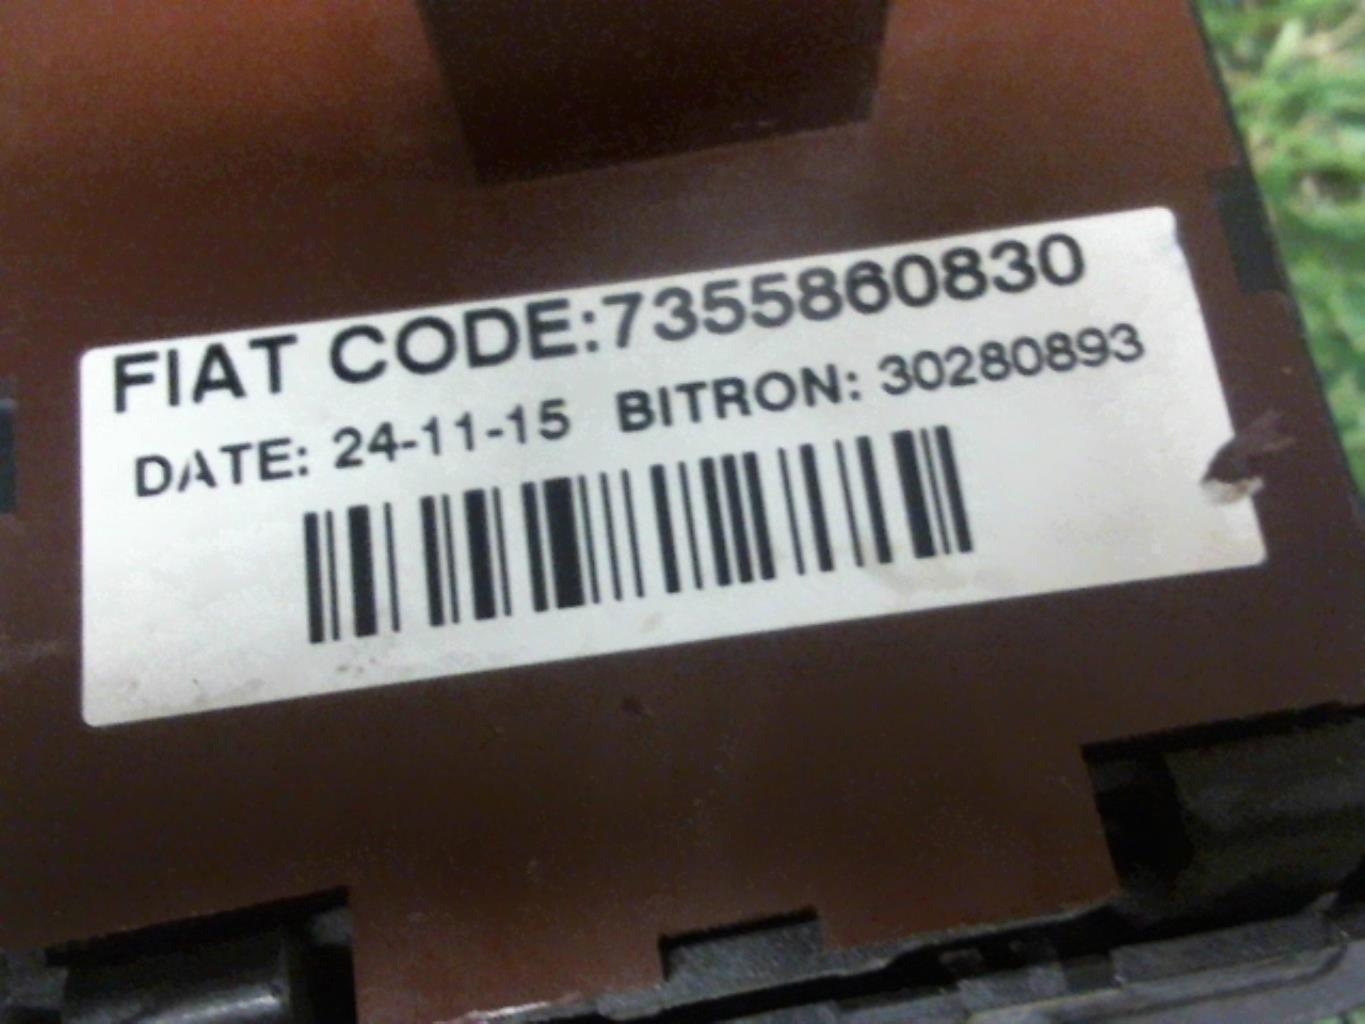 FIAT CODE:7355860830
DATE: 24-11-15 BITRON: 30280893